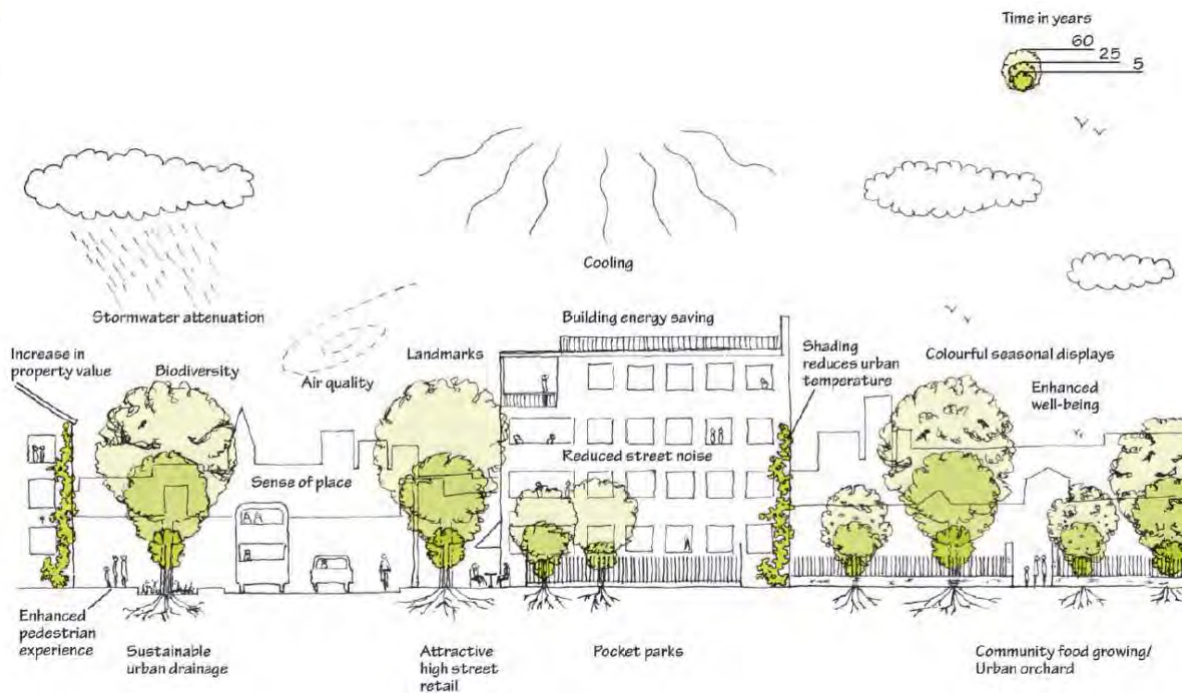 Time in years
60
25
5
Cooling
Stormwater attenuation
Building energy saving
Increase in
property value
Biodiversity
Air quality
Landmarks
Shading
reduces urban
temperature
Colourful seasonal displays
Enhanced
well-being
Reduced street noise
Sense of place
AA
Enhanced
pedestrian
experience
Sustainable
urban drainage
Attractive
high street
retail
Pocket parks
Community food growing/
Urban orchard